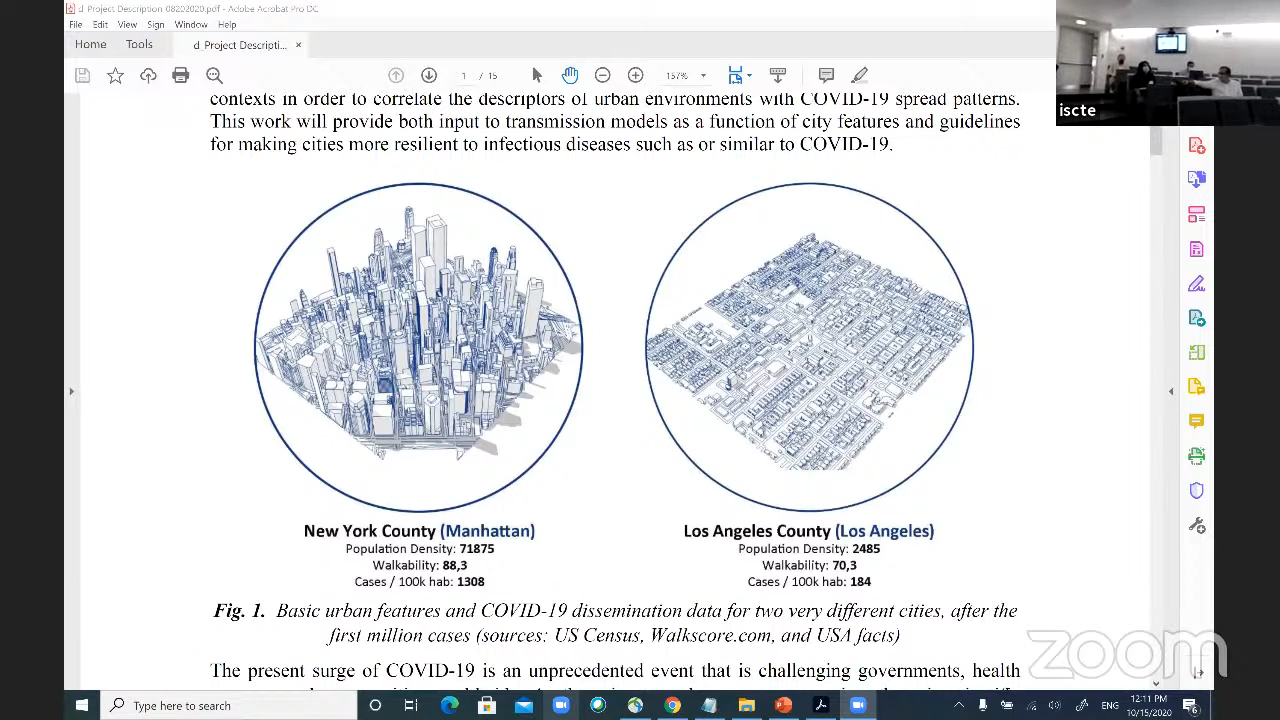 d_Project Description_08202020.pdf - Adobe Acrobat Pro DC
File Edit View Sign Window Help
Home Tools d_Project Descripti... ×
1 / 15 157%
iscte
contexts in order to correlate the descriptors of urban environments with COVID-19 spread patterns.
This work will provide both input to transmission models as a function of city features and guidelines
for making cities more resilient to infectious diseases such as or similar to COVID-19.
New York County (Manhattan)
Population Density: 71875
Walkability: 88,3
Cases / 100k hab: 1308
Los Angeles County (Los Angeles)
Population Density: 2485
Walkability: 70,3
Cases / 100k hab: 184
Fig. 1. Basic urban features and COVID-19 dissemination data for two very different cities, after the
first million cases (sources: US Census, Walkscore.com, and USA facts)
The present surge of COVID-19 is an unprecedented event that is challenging governments, health
zoom
Type here to search
ENG
12:11 PM
10/15/2020
6